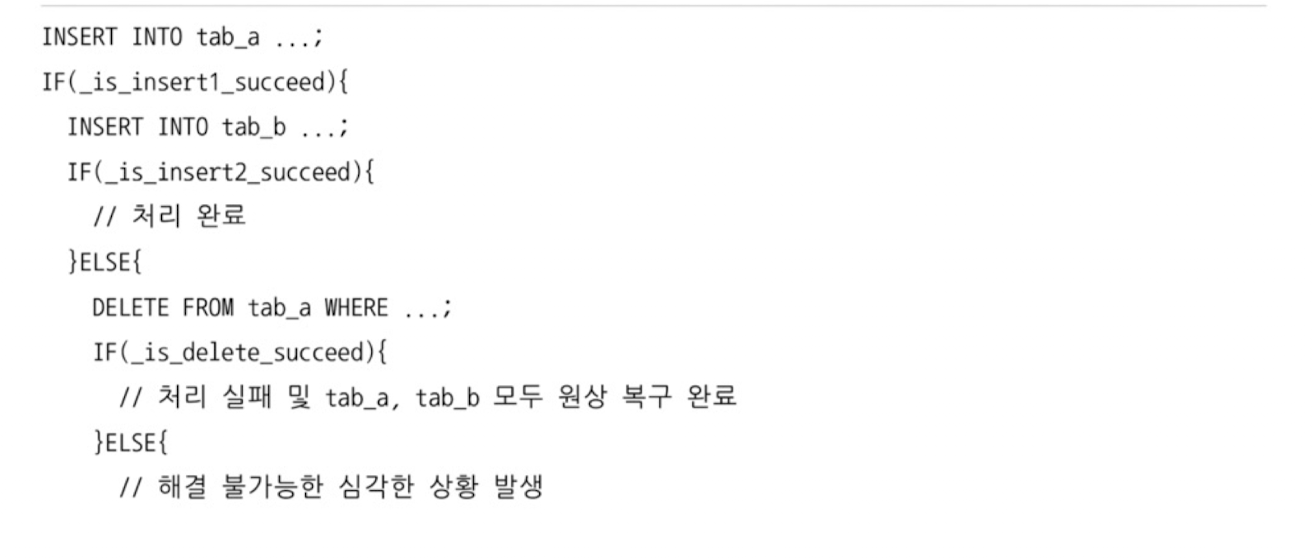 INSERT INTO tab_a ...;
IF(_is_insert1_succeed){
INSERT INTO tab_b ...;
IF(_is_insert2_succeed){
// 처리 완료
}ELSE{
DELETE FROM tab_a WHERE ...;
IF(_is_delete_succeed){
// 처리 실패 및 tab_a, tab_b 모두 원상 복구 완료
}ELSE{
// 해결 불가능한 심각한 상황 발생